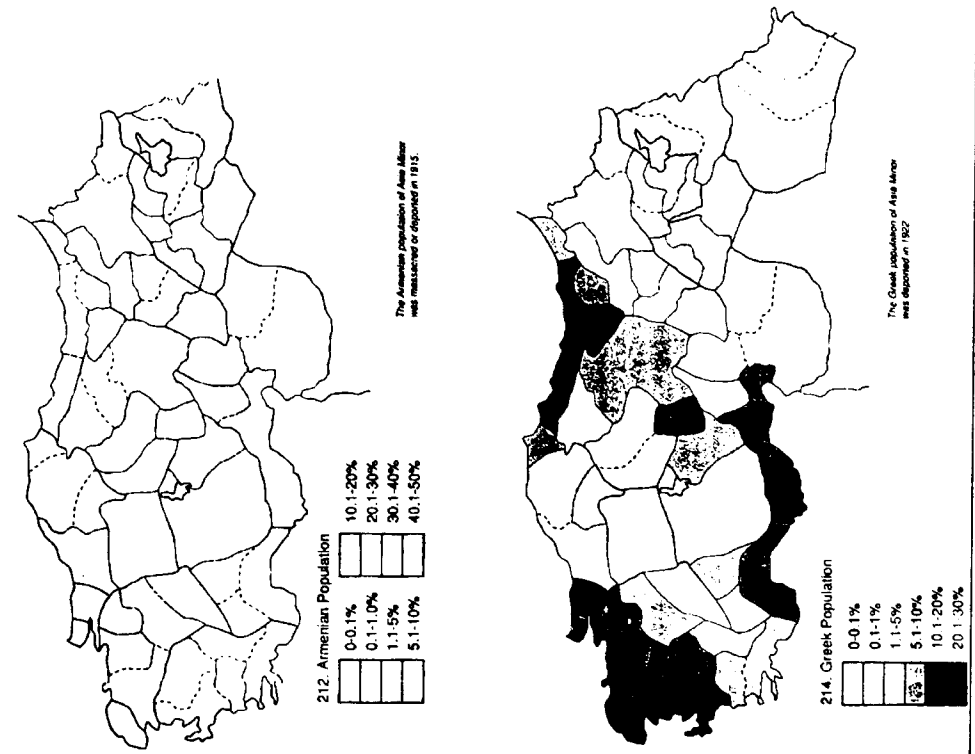 The Armenian population of Asia Minor
was massacred or deported in 1915.
212. Armenian Population
0-0.1%
0.1-1.0%
1.1-5%
5.1-10%
10.1-20%
20.1-30%
30.1-40%
40.1-50%
The Greek population of Asia Minor
was deported in 1922
214. Greek Population
0-0.1%
0.1-1%
1.1-5%
5.1-10%
10.1-20%
20.1-30%